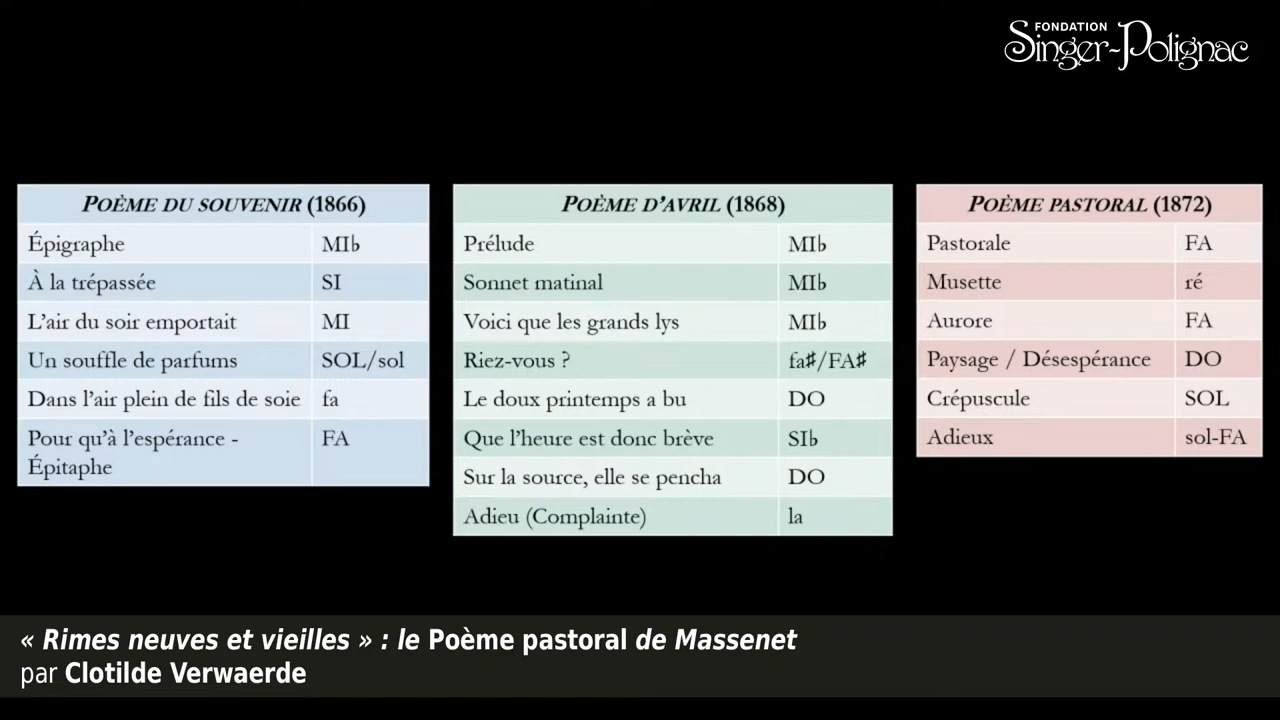 FONDATION
Singer-Polignac
POÈME DU SOUVENIR (1866)
Épigraphe MI♭
À la trépassée SI
L'air du soir emportait MI
Un souffle de parfums SOL/sol
Dans l'air plein de fils de soie fa
Pour qu'à l'espérance - FA
Épitaphe
POÈME D'AVRIL (1868)
Prélude MI♭
Sonnet matinal MI♭
Voici que les grands lys MI♭
Riez-vous ? fa♯/FA♯
Le doux printemps a bu DO
Que l'heure est donc brève SI♭
Sur la source, elle se pencha DO
Adieu (Complainte) la
POÈME PASTORAL (1872)
Pastorale FA
Musette ré
Aurore FA
Paysage / Désespérance DO
Crépuscule SOL
Adieux sol-FA
« Rimes neuves et vieilles » : le Poème pastoral de Massenet
par Clotilde Verwaerde